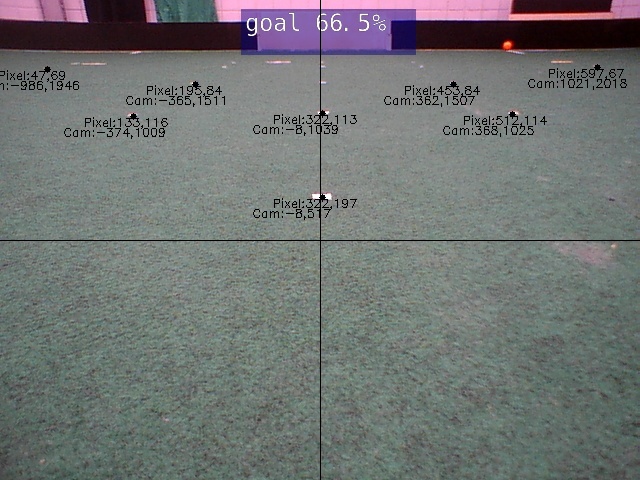 goal 66.5%
Pixel:47,69
-986,1946
Pixel:195,84
Cam:-365,1511
Pixel:453,84
Cam:362,1507
Pixel:597,67
Cam:1021,2018
Pixel:133,116
Cam:-374,1009
Pixel:322,113
Cam:-8,1039
Pixel:512,114
Cam:368,1025
Pixel:322,197
Cam:-8,517